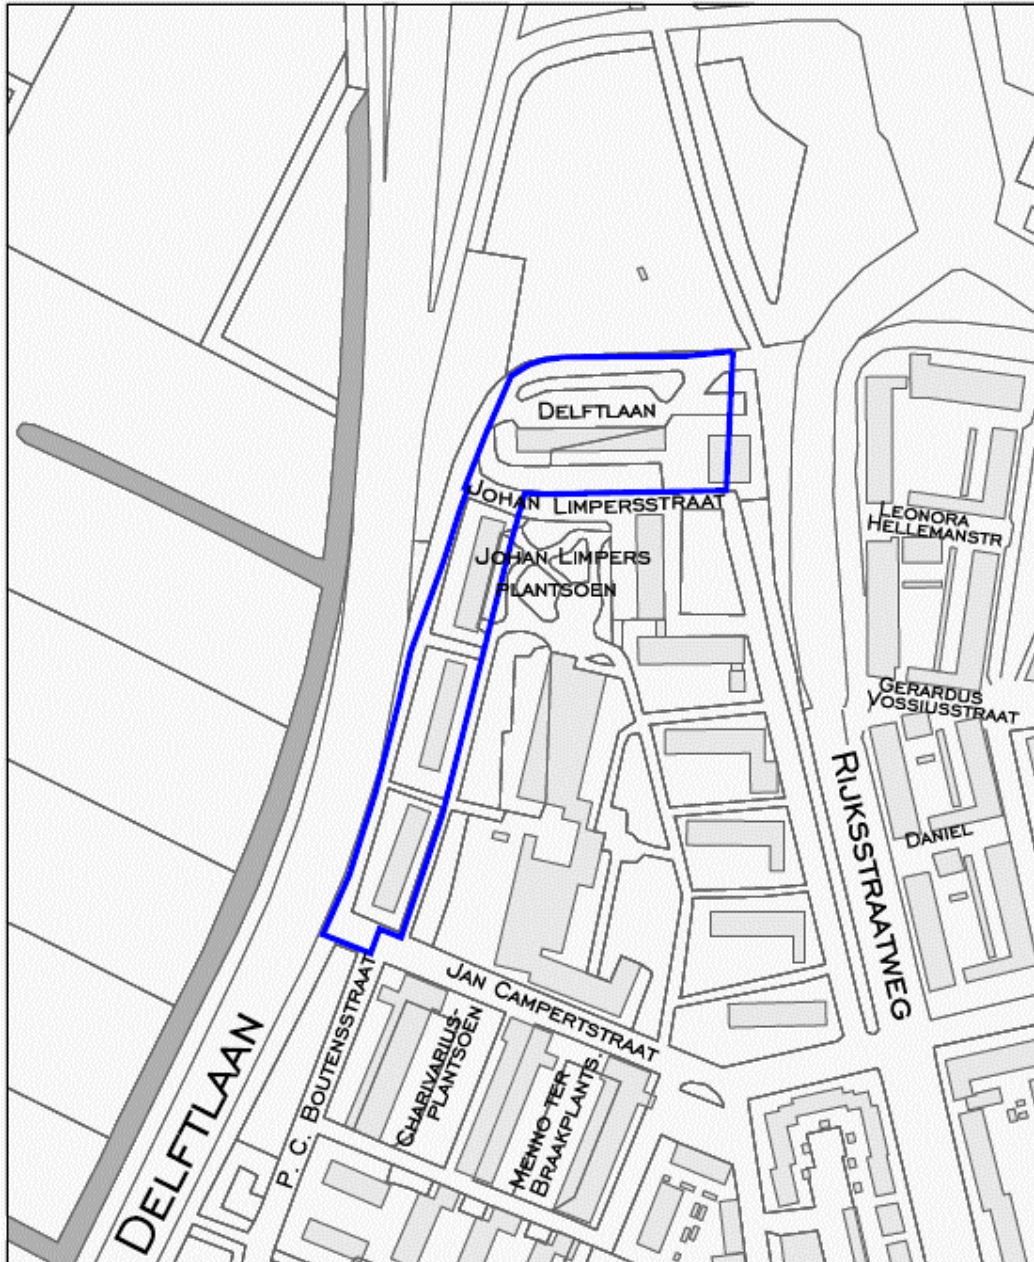 DELFTLAAN
JOHAN LIMPERSSTRAAT
JOHAN LIMPERS
PLANTSOEN
LEONORA
HELLEMANSTR
GERARDUS
VOSSIUSSTRAAT
RIJKSSTRAATWEG
DANIEL
JAN CAMPERTSTRAAT
P. C. BOUTENSSTRAAT
CHARIVARIUS-
PLANTSOEN
MENNO TER
BRAAKPLANTS.
DELFTLAAN